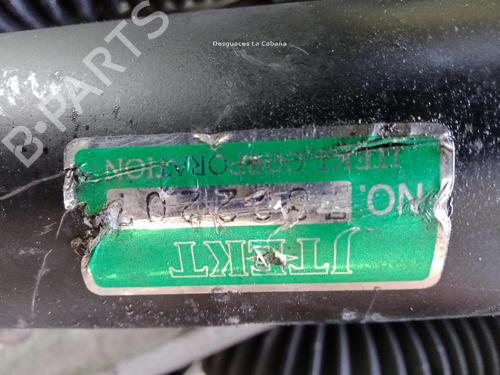 Desguaces La Cabaña
B-PARTS
JTEKT
NO.
JTEKT CORPORATION